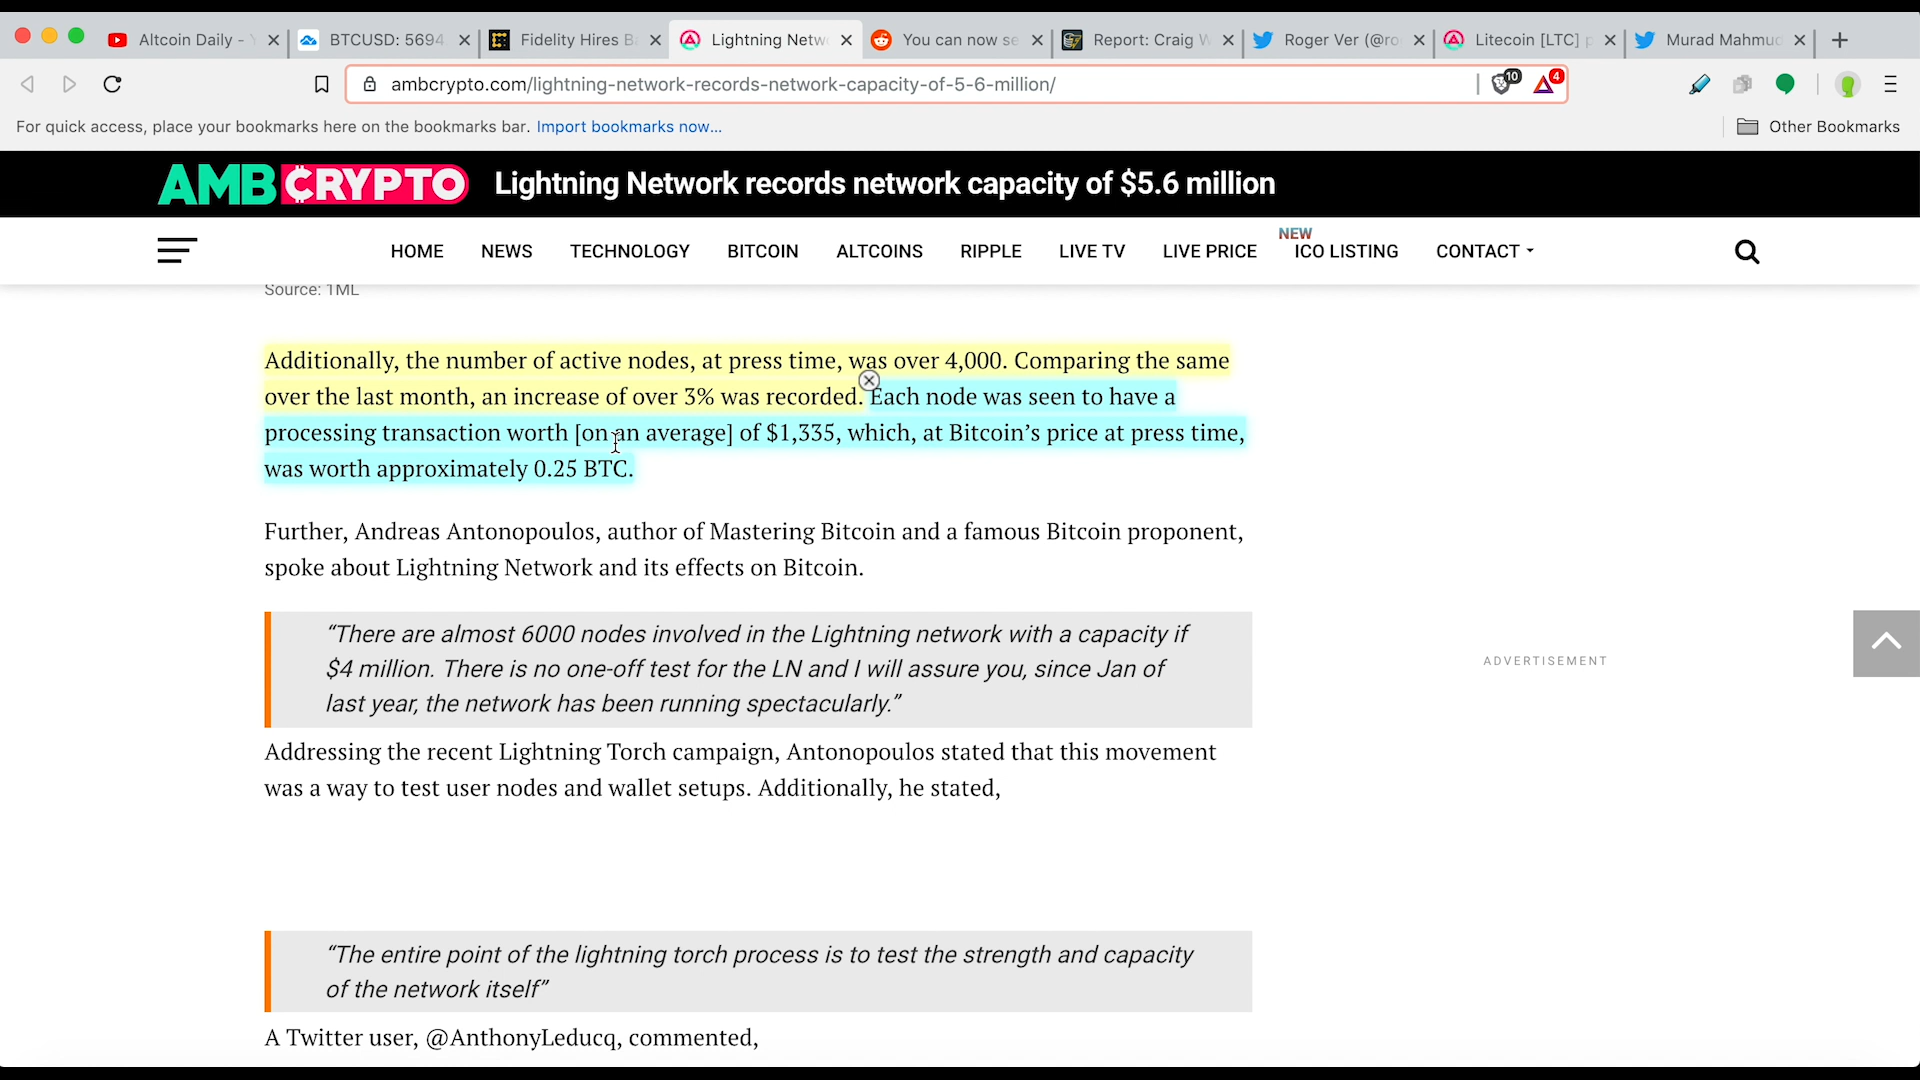 Altcoin Daily -
BTCUSD: 5694
Fidelity Hires B
Lightning Netw
You can now se
Report: Craig W
Roger Ver (@ro
Litecoin [LTC] p
Murad Mahmud
ambcrypto.com/lightning-network-records-network-capacity-of-5-6-million/
10
4
For quick access, place your bookmarks here on the bookmarks bar. Import bookmarks now...
Other Bookmarks
AMBCRYPTO
Lightning Network records network capacity of $5.6 million
HOME
NEWS
TECHNOLOGY
BITCOIN
ALTCOINS
RIPPLE
LIVE TV
LIVE PRICE
NEW
ICO LISTING
CONTACT
Source: 1ML
Additionally, the number of active nodes, at press time, was over 4,000. Comparing the same
over the last month, an increase of over 3% was recorded. Each node was seen to have a
processing transaction worth [on an average] of $1,335, which, at Bitcoin’s price at press time,
was worth approximately 0.25 BTC.
Further, Andreas Antonopoulos, author of Mastering Bitcoin and a famous Bitcoin proponent,
spoke about Lightning Network and its effects on Bitcoin.
“There are almost 6000 nodes involved in the Lightning network with a capacity if
$4 million. There is no one-off test for the LN and I will assure you, since Jan of
last year, the network has been running spectacularly.”
ADVERTISEMENT
Addressing the recent Lightning Torch campaign, Antonopoulos stated that this movement
was a way to test user nodes and wallet setups. Additionally, he stated,
“The entire point of the lightning torch process is to test the strength and capacity
of the network itself”
A Twitter user, @AnthonyLeducq, commented,